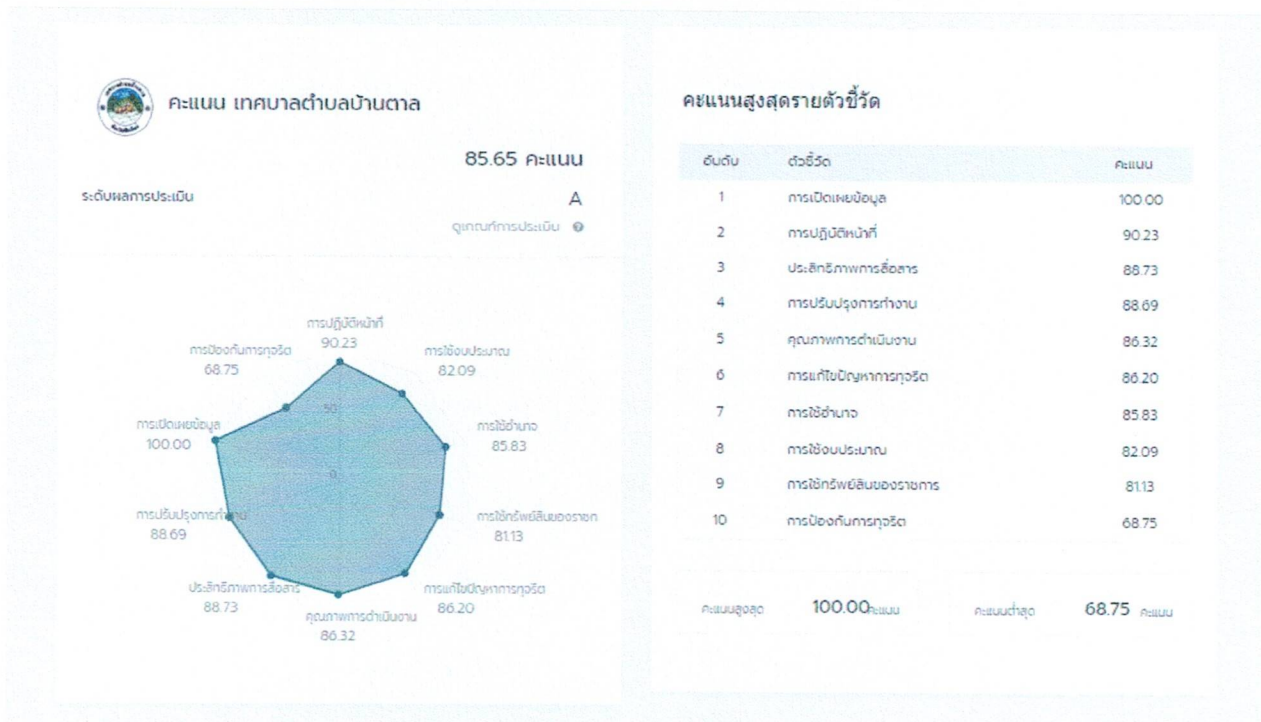 คะแนน เทศบาลตำบลบ้านตาล
85.65 คะแนน
ระดับผลการประเมิน
A
ดูเกณฑ์การประเมิน
การปฏิบัติหน้าที่
90.23
การป้องกันการทุจริต
68.75
การใช้งบประมาณ
82.09
50
การเปิดเผยข้อมูล
100.00
การใช้อำนาจ
85.83
0
การปรับปรุงการทำงาน
88.69
การใช้ทรัพย์สินของราชก
81.13
ประสิทธิภาพการสื่อสาร
88.73
การแก้ไขปัญหาการทุจริต
86.20
คุณภาพการดำเนินงาน
86.32
คะแนนสูงสุดรายตัวชี้วัด
อันดับ ตัวชี้วัด คะแนน
1 การเปิดเผยข้อมูล 100.00
2 การปฏิบัติหน้าที่ 90.23
3 ประสิทธิภาพการสื่อสาร 88.73
4 การปรับปรุงการทำงาน 88.69
5 คุณภาพการดำเนินงาน 86.32
6 การแก้ไขปัญหาการทุจริต 86.20
7 การใช้อำนาจ 85.83
8 การใช้งบประมาณ 82.09
9 การใช้ทรัพย์สินของราชการ 81.13
10 การป้องกันการทุจริต 68.75
คะแนนสูงสุด 100.00 คะแนน คะแนนต่ำสุด 68.75 คะแนน